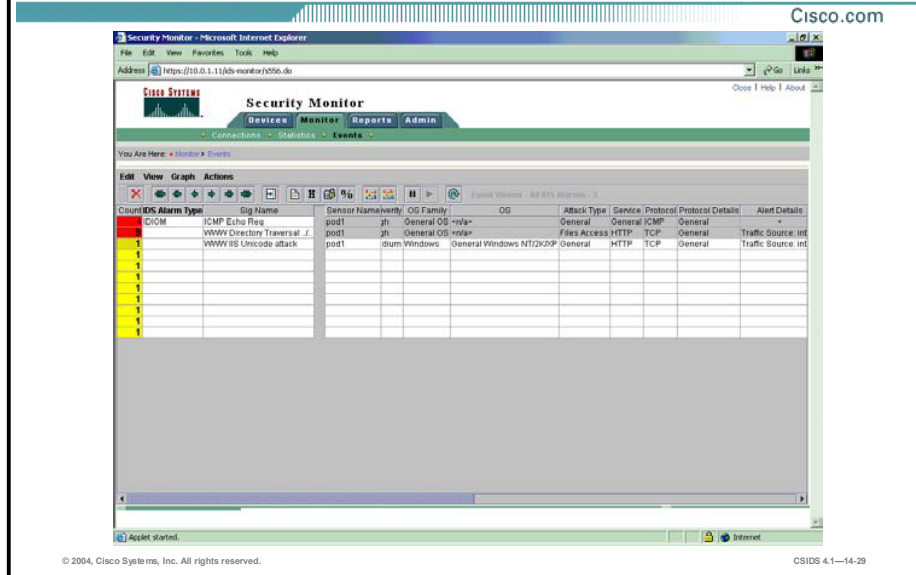 Cisco.com
Security Monitor - Microsoft Internet Explorer
File Edit View Favorites Tools Help
Address https://10.0.1.11/ids-monitor/s556.do Go Links
Close | Help | About
CISCO SYSTEMS
Security Monitor
Devices Monitor Reports Admin
Connections Statistics Events
You Are Here: Monitor Events
Edit View Graph Actions
H % @ Event Viewer - All IDS Alarms - 3
Count IDS Alarm Type Sig Name Sensor Name verity OS Family OS Attack Type Service Protocol Protocol Details Alert Details
IDIOM ICMP Echo Req pod1 gh General OS <n/a> General General ICMP General
WWW Directory Traversal ../.. pod1 gh General OS <n/a> Files Access HTTP TCP General Traffic Source: int
1 WWW IIS Unicode attack pod1 dium Windows General Windows NT/2K/XP General HTTP TCP General Traffic Source: int
1
1
1
1
1
1
1
1
Applet started. Internet
© 2004, Cisco Systems, Inc. All rights reserved. CSIDS 4.1—14-29